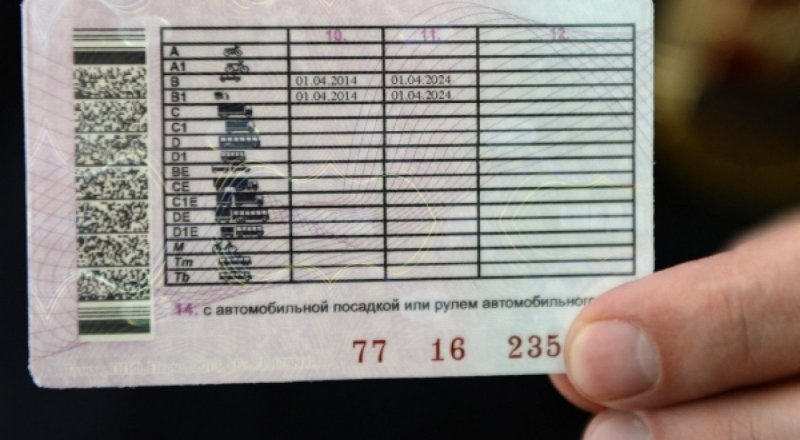 10. 11. 12.
A
A1
B 01.04.2014 01.04.2024
B1 01.04.2014 01.04.2024
C
C1
D
D1
BE
CE
C1E
DE
D1E
M
Tm
Tb
14. с автомобильной посадкой или рулем автомобильного
77 16 235